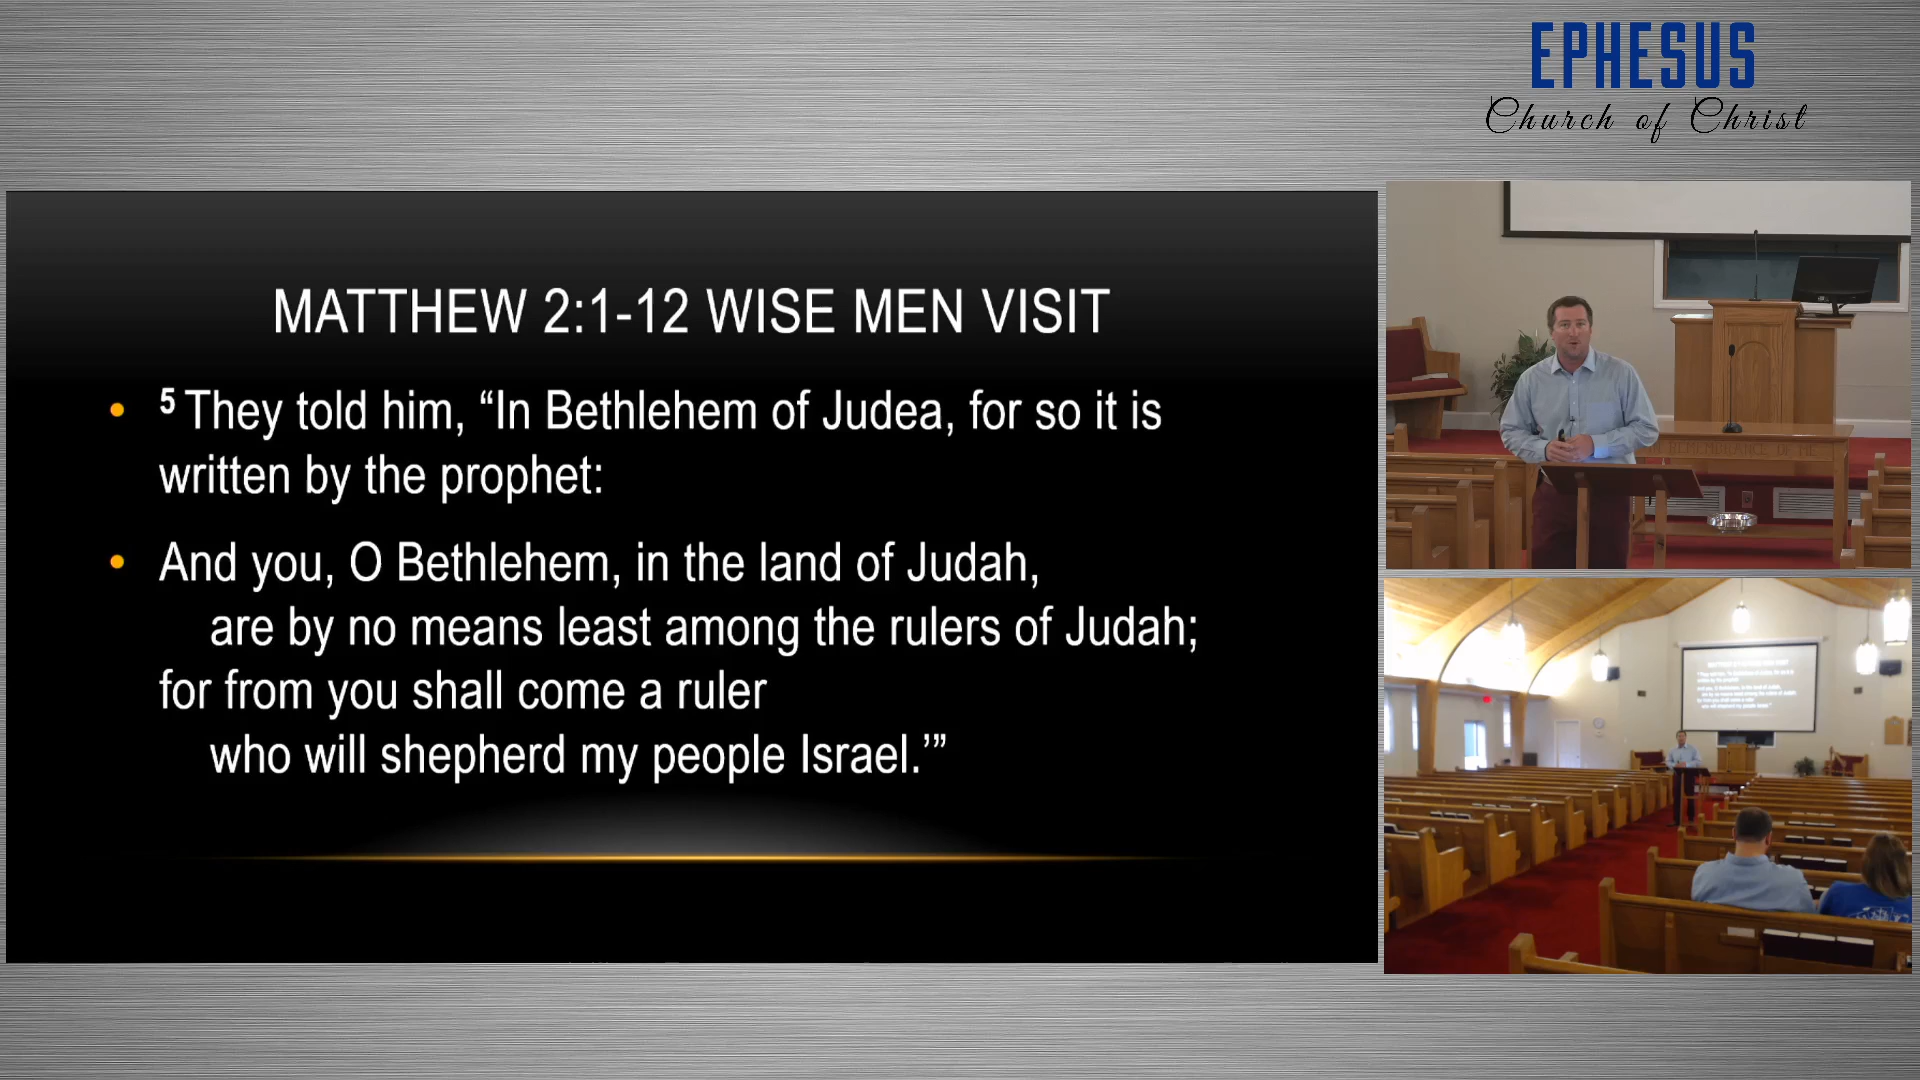 EPHESUS
Church of Christ
MATTHEW 2:1-12 WISE MEN VISIT
• 5 They told him, “In Bethlehem of Judea, for so it is
written by the prophet:
• And you, O Bethlehem, in the land of Judah,
are by no means least among the rulers of Judah;
for from you shall come a ruler
who will shepherd my people Israel.’”
REMEMBRANCE OF ME